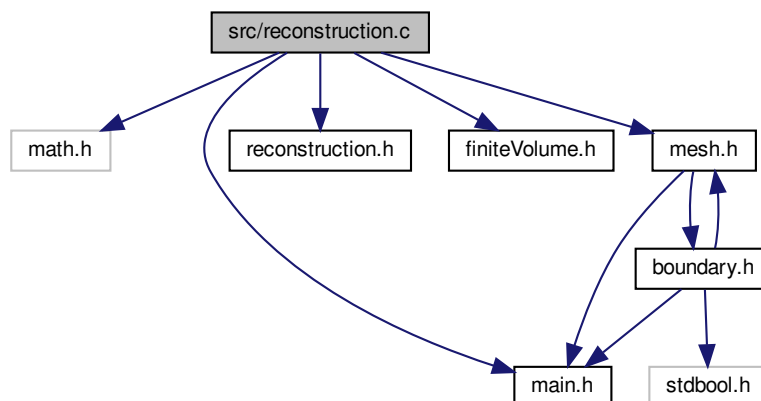 src/reconstruction.c
math.h
reconstruction.h
finiteVolume.h
mesh.h
boundary.h
main.h
stdbool.h